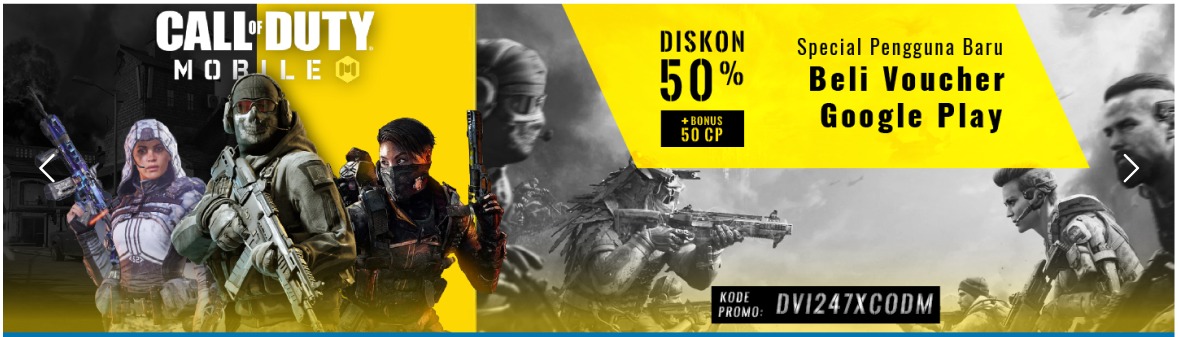 CALL OF DUTY
MOBILE
DISKON
50%
+BONUS
50 CP
Special Pengguna Baru
Beli Voucher
Google Play
KODE
PROMO:
DVI247XCODM